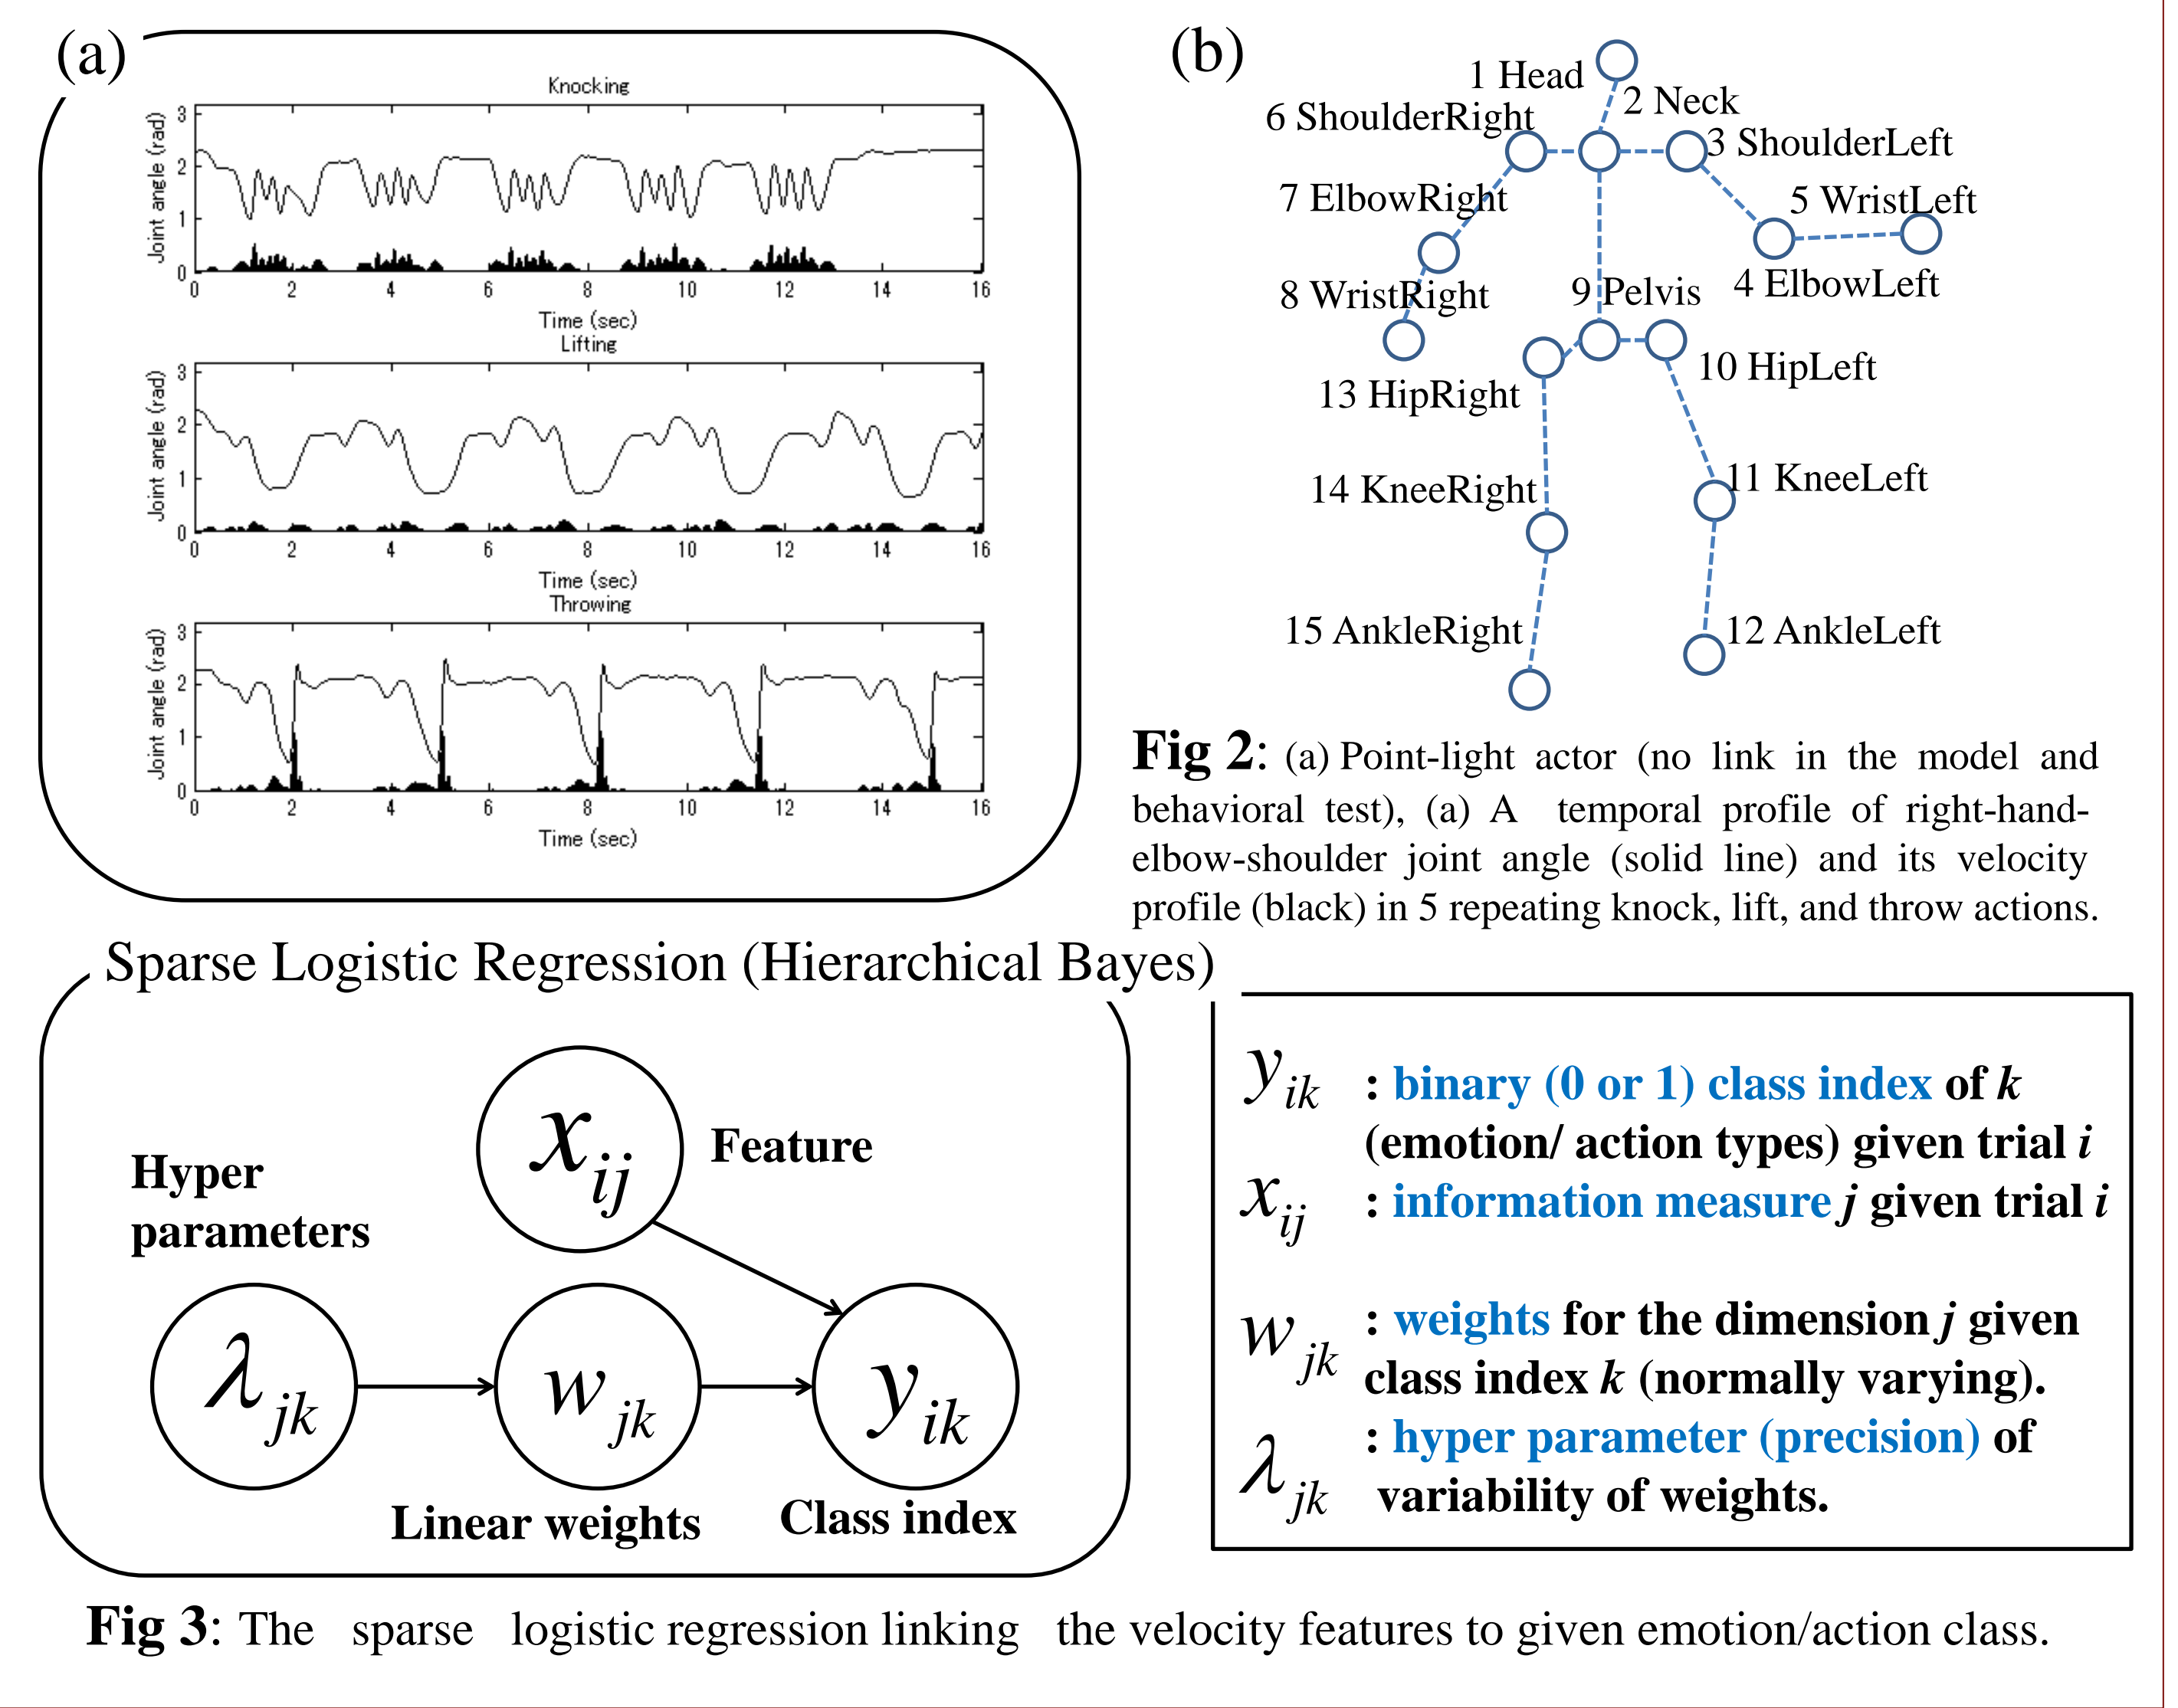 (a)
Knocking
Joint angle (rad)
3
2
1
0
0 2 4 6 8 10 12 14 16
Time (sec)
Lifting
Joint angle (rad)
3
2
1
0
0 2 4 6 8 10 12 14 16
Time (sec)
Throwing
Joint angle (rad)
3
2
1
0
0 2 4 6 8 10 12 14 16
Time (sec)
(b)
1 Head
2 Neck
6 ShoulderRight
3 ShoulderLeft
7 ElbowRight
5 WristLeft
8 WristRight
9 Pelvis
4 ElbowLeft
10 HipLeft
13 HipRight
14 KneeRight
11 KneeLeft
15 AnkleRight
12 AnkleLeft
Fig 2: (a) Point-light actor (no link in the model and
behavioral test), (a) A temporal profile of right-hand-
elbow-shoulder joint angle (solid line) and its velocity
profile (black) in 5 repeating knock, lift, and throw actions.
Sparse Logistic Regression (Hierarchical Bayes)
x_ij
Feature
Hyper
parameters
λ_jk
w_jk
y_ik
Linear weights
Class index
y_ik : binary (0 or 1) class index of k
(emotion/ action types) given trial i
x_ij : information measure j given trial i
w_jk : weights for the dimension j given
class index k (normally varying).
λ_jk : hyper parameter (precision) of
variability of weights.
Fig 3: The sparse logistic regression linking the velocity features to given emotion/action class.